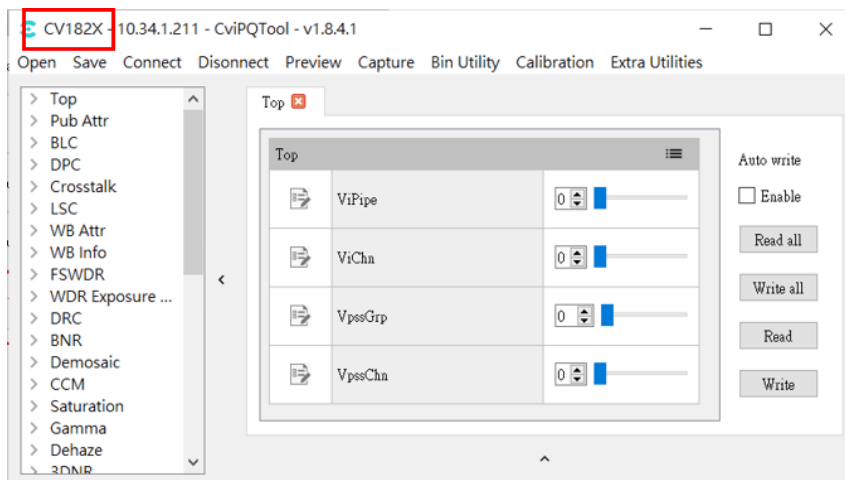 CV182X - 10.34.1.211 - CviPQTool - v1.8.4.1
Open Save Connect Disonnect Preview Capture Bin Utility Calibration Extra Utilities
Top
Pub Attr
BLC
DPC
Crosstalk
LSC
WB Attr
WB Info
FSWDR
WDR Exposure ...
DRC
BNR
Demosaic
CCM
Saturation
Gamma
Dehaze
3DNR
Top
Top
ViPipe 0
ViChn 0
VpssGrp 0
VpssChn 0
Auto write
Enable
Read all
Write all
Read
Write